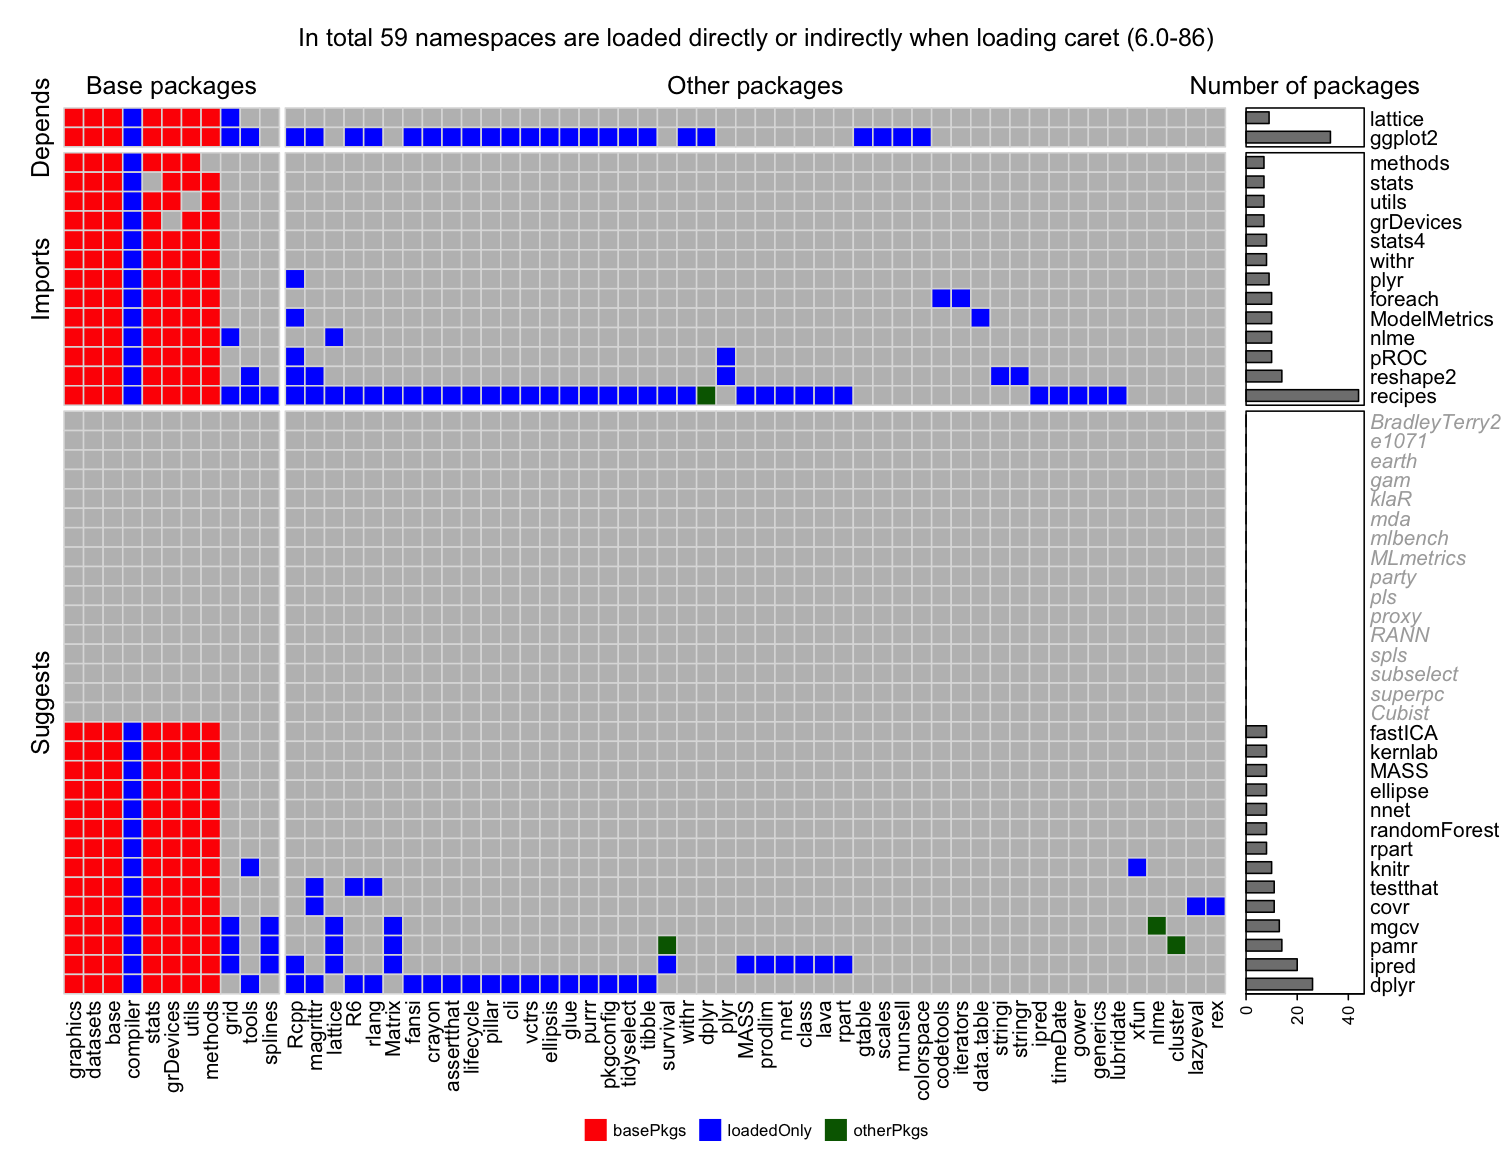 In total 59 namespaces are loaded directly or indirectly when loading caret (6.0-86)
Base packages
Other packages
Number of packages
Depends
lattice
ggplot2
Imports
methods
stats
utils
grDevices
stats4
withr
plyr
foreach
ModelMetrics
nlme
pROC
reshape2
recipes
Suggests
BradleyTerry2
e1071
earth
gam
klaR
mda
mlbench
MLmetrics
party
pls
proxy
RANN
spls
subselect
superpc
Cubist
fastICA
kernlab
MASS
ellipse
nnet
randomForest
rpart
knitr
testthat
covr
mgcv
pamr
ipred
dplyr
graphics
datasets
base
compiler
stats
grDevices
utils
methods
grid
tools
splines
Rcpp
magrittr
lattice
R6
rlang
Matrix
fansi
crayon
assertthat
lifecycle
pillar
cli
vctrs
ellipsis
glue
purrr
pkgconfig
tidyselect
tibble
survival
withr
dplyr
plyr
MASS
prodlim
nnet
class
lava
rpart
gtable
scales
munsell
colorspace
codetools
iterators
data.table
stringi
stringr
ipred
timeDate
gower
generics
lubridate
xfun
nlme
cluster
lazyeval
rex
0
20
40
basePkgs
loadedOnly
otherPkgs